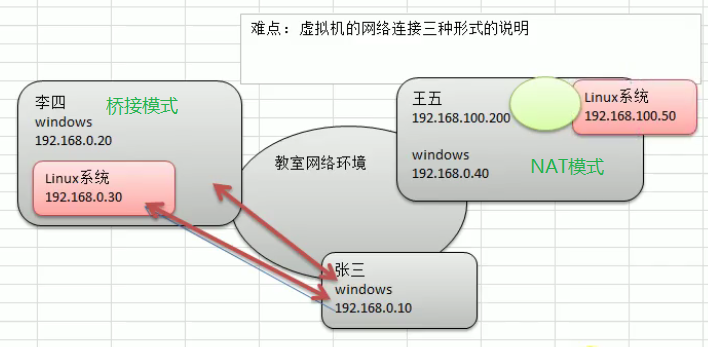 难点：虚拟机的网络连接三种形式的说明
李四
桥接模式
windows
192.168.0.20
Linux系统
192.168.0.30
教室网络环境
王五
192.168.100.200
windows
192.168.0.40
NAT模式
Linux系统
192.168.100.50
张三
windows
192.168.0.10